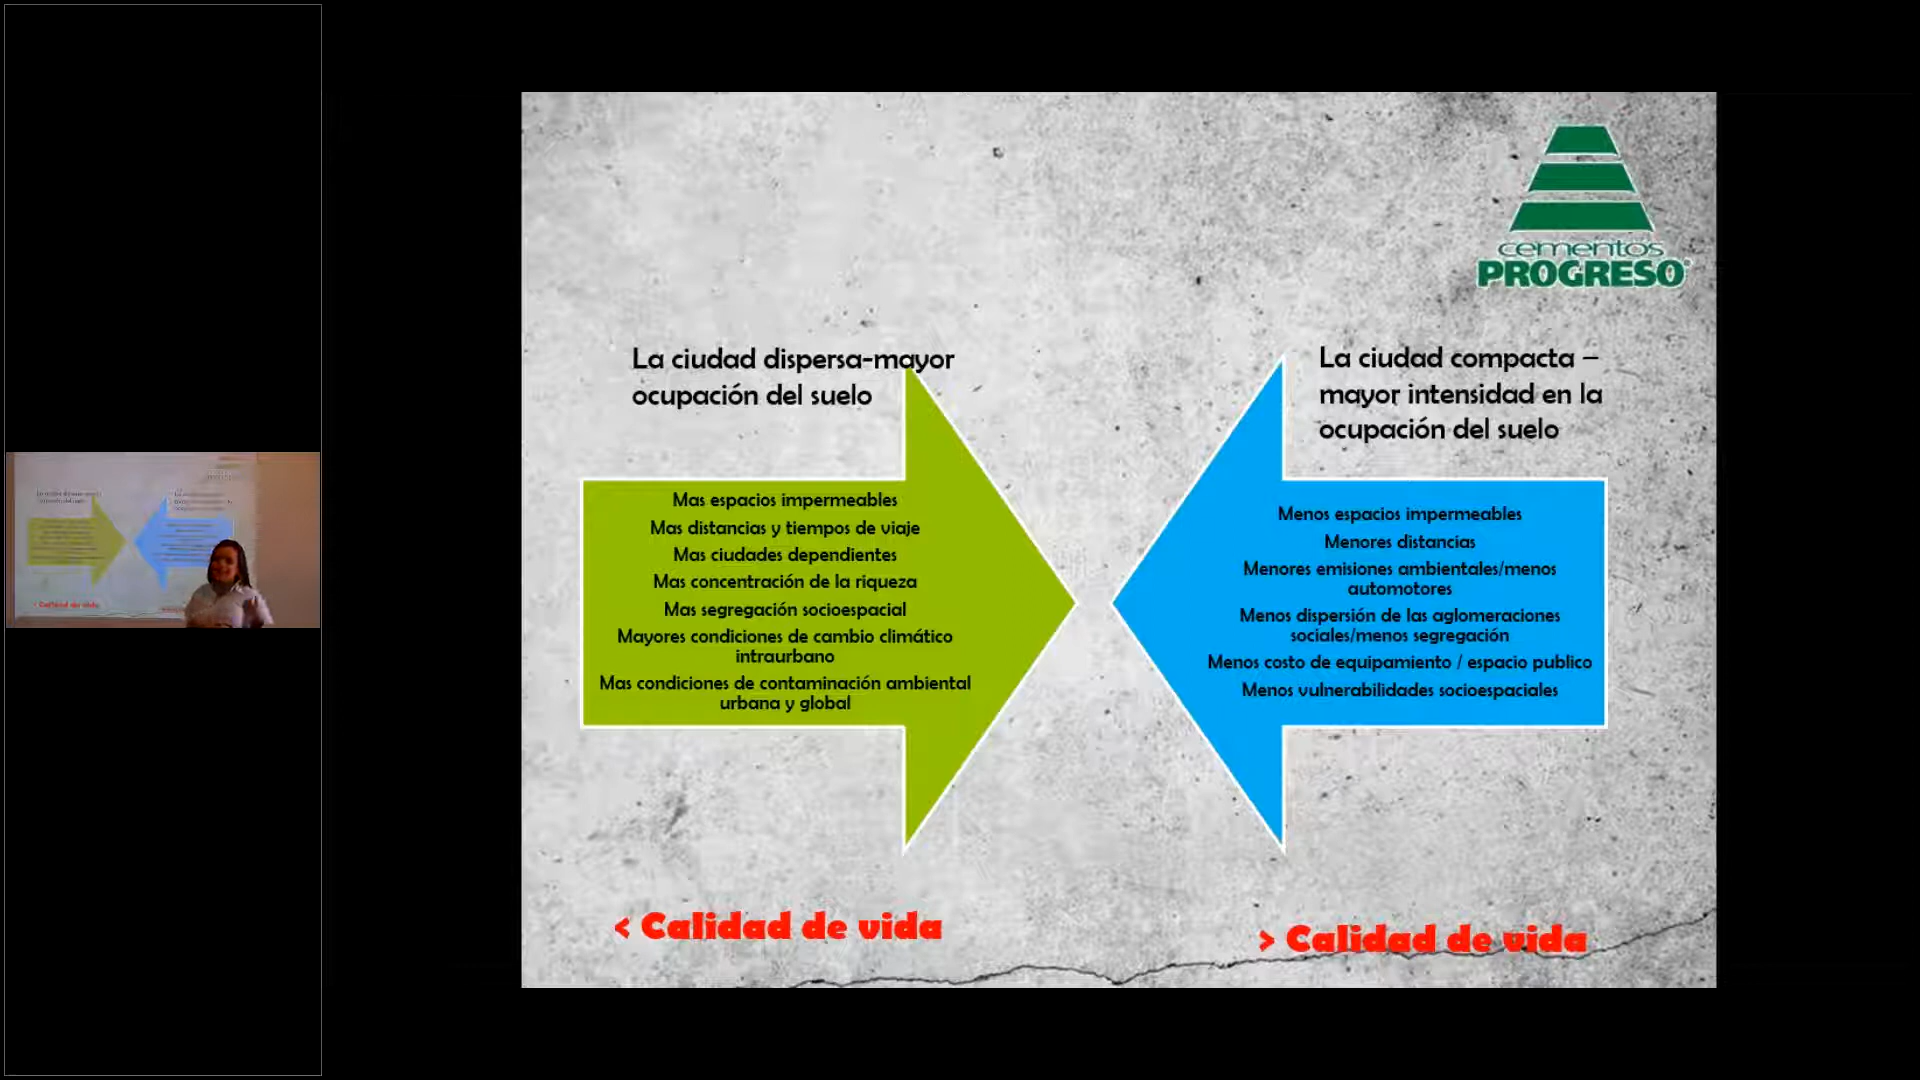 cementos
PROGRESO
La ciudad dispersa-mayor
ocupación del suelo
Mas espacios impermeables
Mas distancias y tiempos de viaje
Mas ciudades dependientes
Mas concentración de la riqueza
Mas segregación socioespacial
Mayores condiciones de cambio climático
intraurbano
Mas condiciones de contaminación ambiental
urbana y global
< Calidad de vida
La ciudad compacta –
mayor intensidad en la
ocupación del suelo
Menos espacios impermeables
Menores distancias
Menores emisiones ambientales/menos
automotores
Menos dispersión de las aglomeraciones
sociales/menos segregación
Menos costo de equipamiento / espacio publico
Menos vulnerabilidades socioespaciales
> Calidad de vida
< Calidad de vida